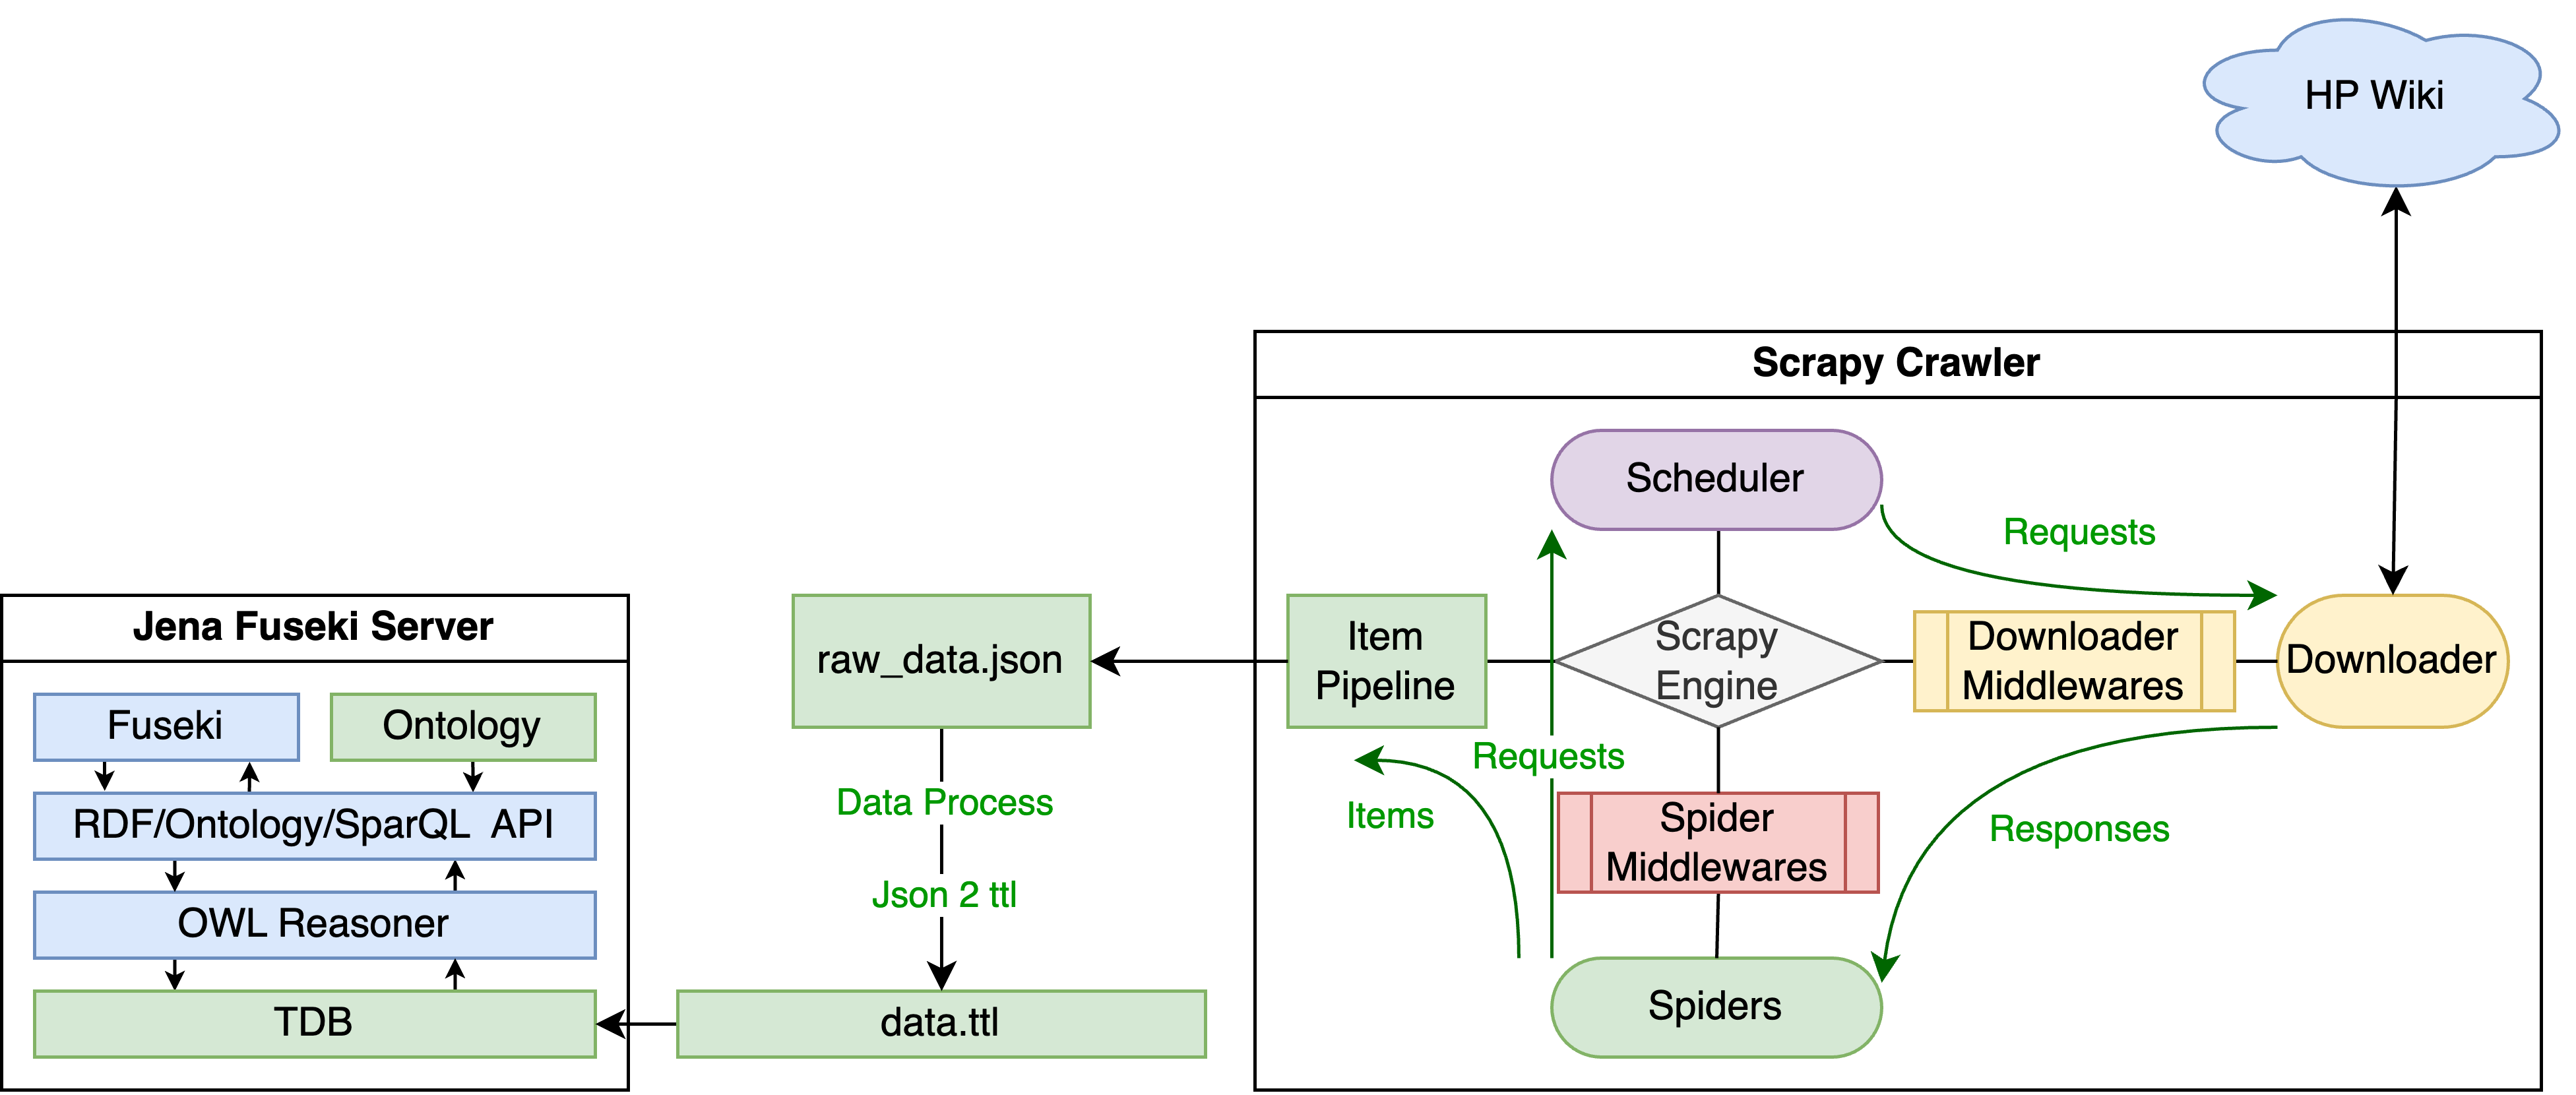 HP Wiki
Scrapy Crawler
Scheduler
Requests
Jena Fuseki Server
raw_data.json
Item
Pipeline
Scrapy
Engine
Downloader
Middlewares
Downloader
Fuseki
Ontology
Requests
Data Process
Items
Spider
Middlewares
Responses
RDF/Ontology/SparQL  API
Json 2 ttl
OWL Reasoner
Spiders
TDB
data.ttl